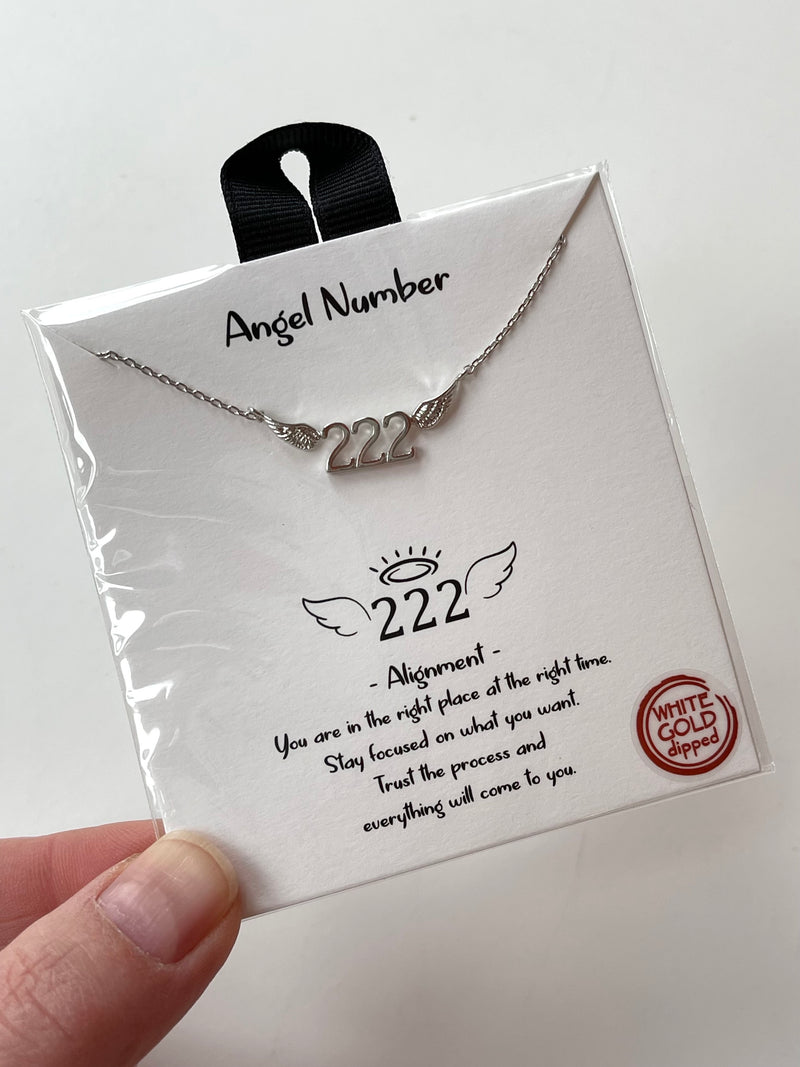 Angel Number
222
222
- Alignment -
You are in the right place at the right time.
Stay focused on what you want.
Trust the process and
everything will come to you.
WHITE
GOLD
dipped